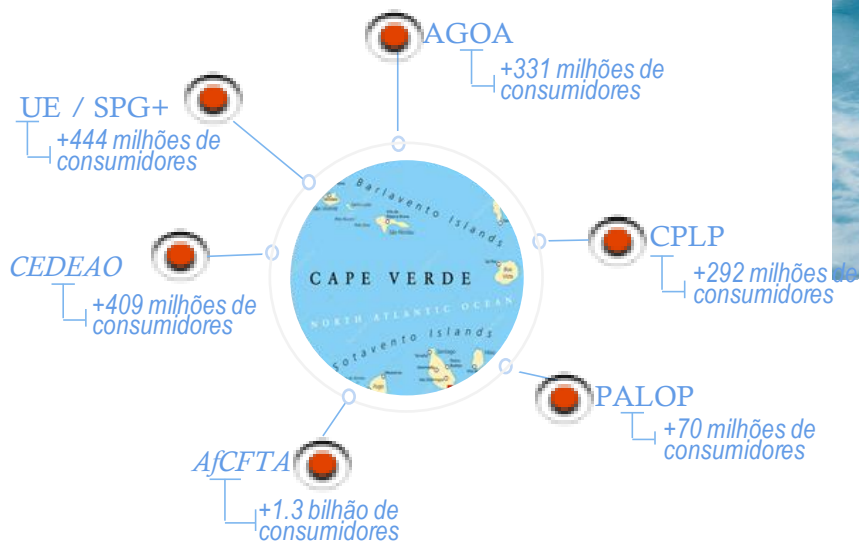 AGOA
+331 milhões de
consumidores
UE / SPG+
+444 milhões de
consumidores
CPLP
+292 milhões de
consumidores
CEDEAO
+409 milhões de
consumidores
PALOP
+70 milhões de
consumidores
AfCFTA
+1.3 bilhão de
consumidores
Barlavento Islands
CAPE VERDE
NORTH ATLANTIC OCEAN
Sotavento Islands
Santiago